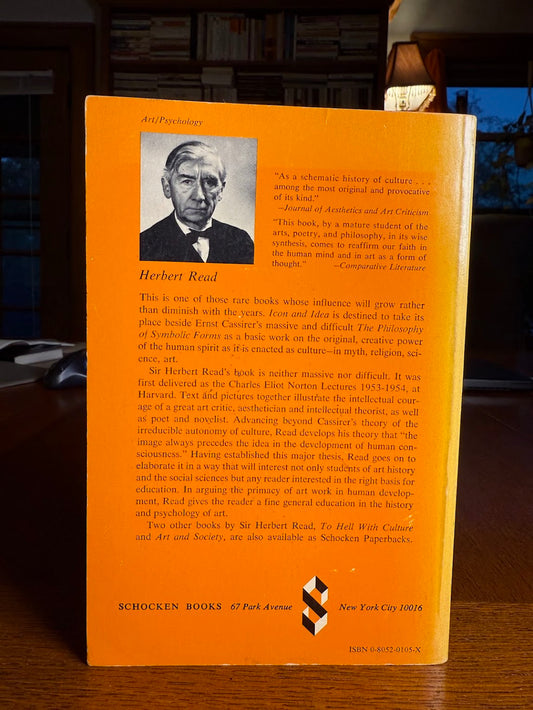 Art/Psychology
"As a schematic history of culture . . .
among the most original and provocative
of its kind."
—Journal of Aesthetics and Art Criticism
"This book, by a mature student of the
arts, poetry, and philosophy, in its wise
synthesis, comes to reaffirm our faith in
the human mind and in art as a form of
thought." —Comparative Literature
Herbert Read
This is one of those rare books whose influence will grow rather
than diminish with the years. Icon and Idea is destined to take its
place beside Ernst Cassirer's massive and difficult The Philosophy
of Symbolic Forms as a basic work on the original, creative power
of the human spirit as it is enacted as culture—in myth, religion, sci-
ence, art.
Sir Herbert Read's book is neither massive nor difficult. It was
first delivered as the Charles Eliot Norton Lectures 1953-1954, at
Harvard. Text and pictures together illustrate the intellectual cour-
age of a great art critic, aesthetician and intellectual theorist, as well
as poet and novelist. Advancing beyond Cassirer's theory of the
irreducible autonomy of culture, Read develops his theory that "the
image always precedes the idea in the development of human con-
sciousness." Having established this major thesis, Read goes on to
elaborate it in a way that will interest not only students of art history
and the social sciences but any reader interested in the right basis for
education. In arguing the primacy of art work in human develop-
ment, Read gives the reader a fine general education in the history
and psychology of art.
Two other books by Sir Herbert Read, To Hell With Culture
and Art and Society, are also available as Schocken Paperbacks.
SCHOCKEN BOOKS 67 Park Avenue New York City 10016
ISBN 0-8052-0105-X